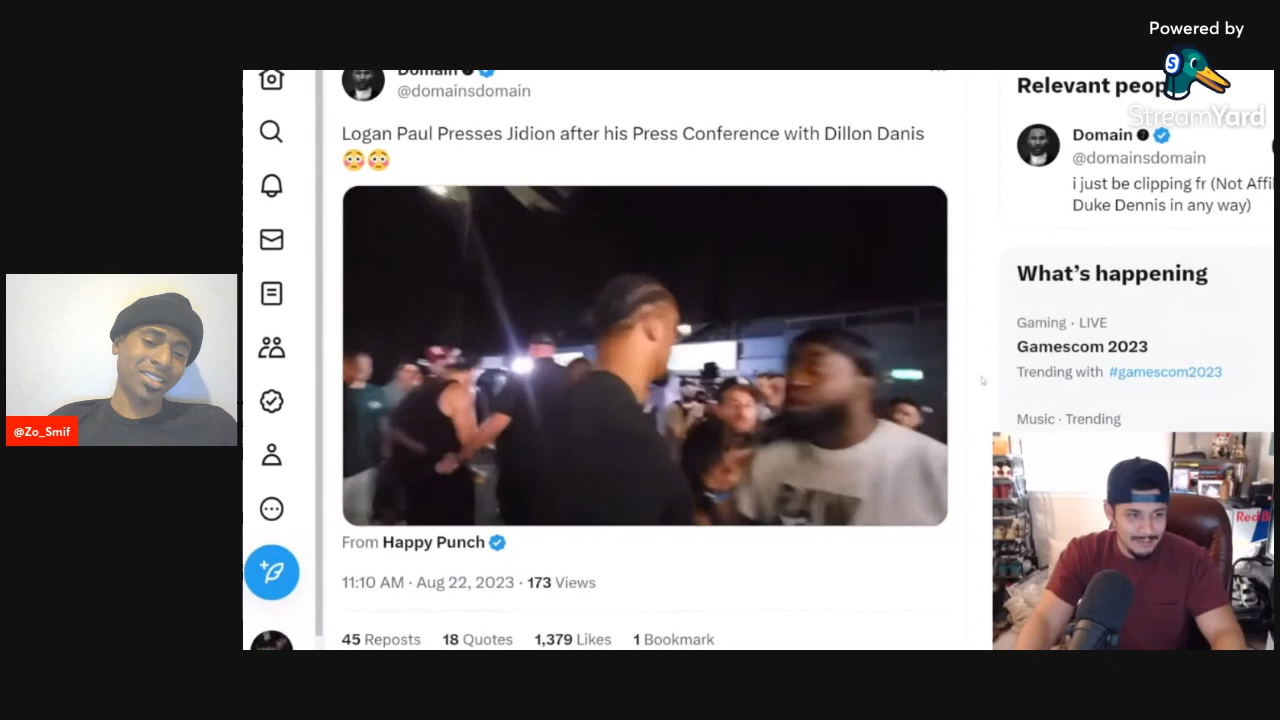 Powered by
S
StreamYard
Domain
@domainsdomain
Logan Paul Presses Jidion after his Press Conference with Dillon Danis
😳😳
From Happy Punch
11:10 AM · Aug 22, 2023 · 173 Views
45 Reposts 18 Quotes 1,379 Likes 1 Bookmark
Relevant peop
Domain
@domainsdomain
i just be clipping fr (Not Affi
Duke Dennis in any way)
What’s happening
Gaming · LIVE
Gamescom 2023
Trending with #gamescom2023
Music · Trending
@Zo_Smif